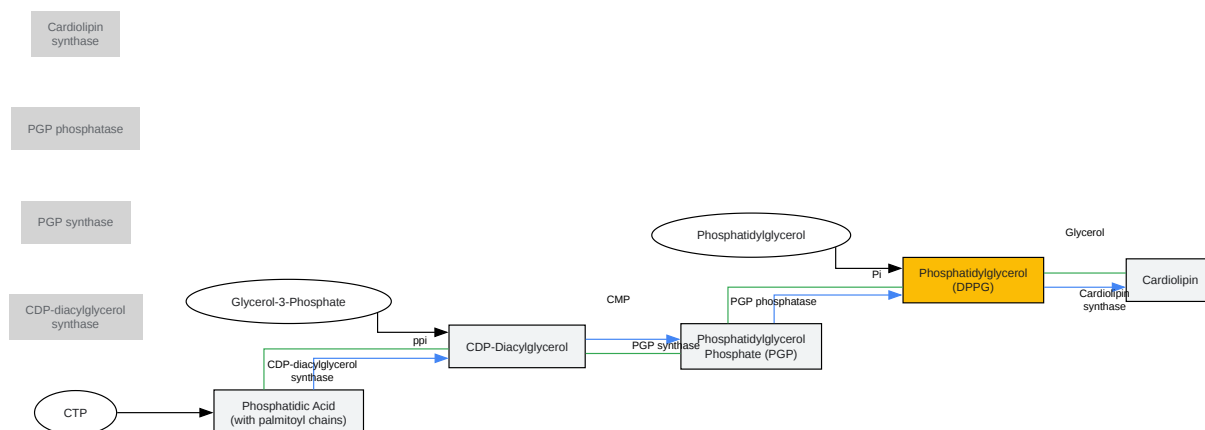 Cardiolipin
synthase
PGP phosphatase
PGP synthase
CDP-diacylglycerol
synthase
CTP
Phosphatidic Acid
(with palmitoyl chains)
Glycerol-3-Phosphate
ppi
CDP-diacylglycerol
synthase
CDP-Diacylglycerol
CMP
PGP synthase
Phosphatidylglycerol
Phosphate (PGP)
Phosphatidylglycerol
Pi
PGP phosphatase
Phosphatidylglycerol
(DPPG)
Glycerol
Cardiolipin
synthase
Cardiolipin